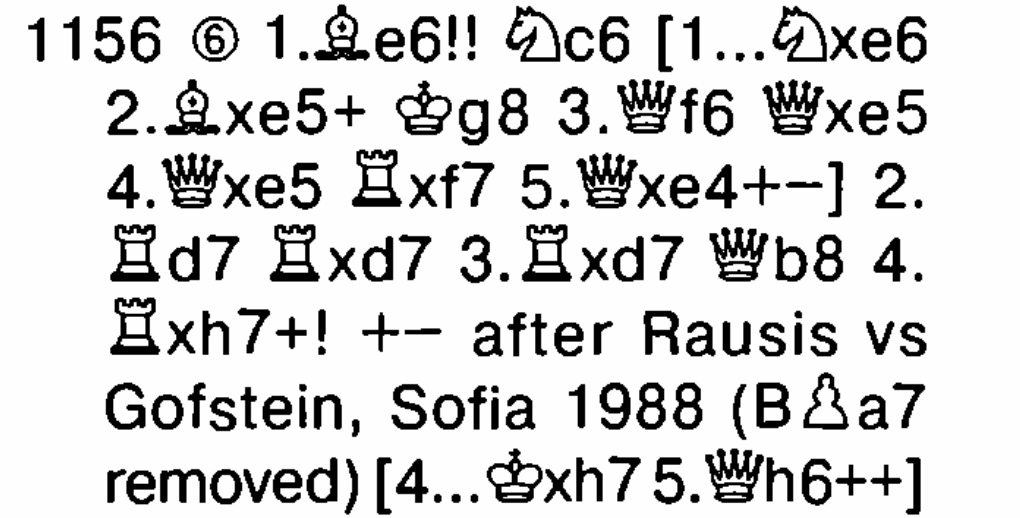 1156 ⑥ 1.♗e6!! ♘c6 [1...♘xe6
2.♗xe5+ ♔g8 3.♕f6 ♕xe5
4.♕xe5 ♖xf7 5.♕xe4+−] 2.
♖d7 ♖xd7 3.♖xd7 ♕b8 4.
♖xh7+! +− after Rausis vs
Gofstein, Sofia 1988 (B♙a7
removed) [4...♔xh7 5.♕h6++]